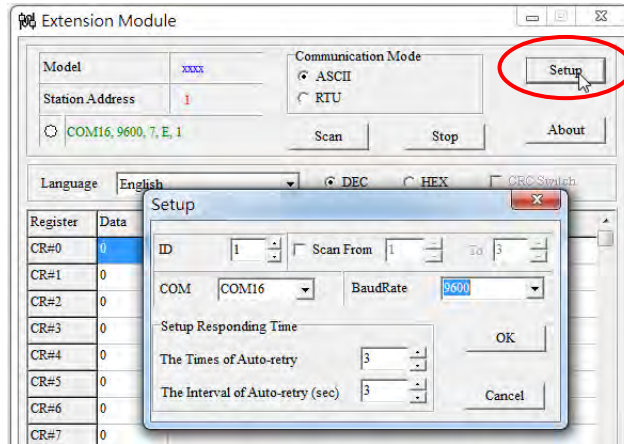 Extension Module
Model xxxx
Station Address 1
COM16, 9600, 7, E, 1
Communication Mode
ASCII
RTU
Setup
Scan Stop About
Language English DEC HEX CRC Switch
Register Data
CR#0 0
CR#1 0
CR#2 0
CR#3 0
CR#4 0
CR#5 0
CR#6 0
CR#7 0
Setup
ID 1 Scan From 1 To 3
COM COM16 BaudRate 9600
Setup Responding Time
The Times of Auto-retry 3
The Interval of Auto-retry (sec) 3
OK
Cancel